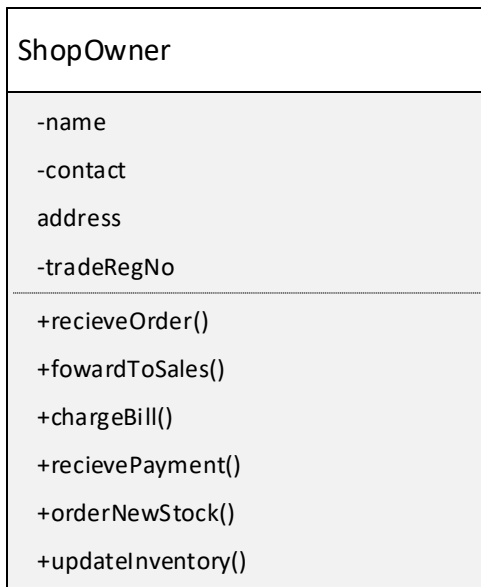 ShopOwner
-name
-contact
address
-tradeRegNo
+recieveOrder()
+fowardToSales()
+chargeBill()
+recievePayment()
+orderNewStock()
+updateInventory()